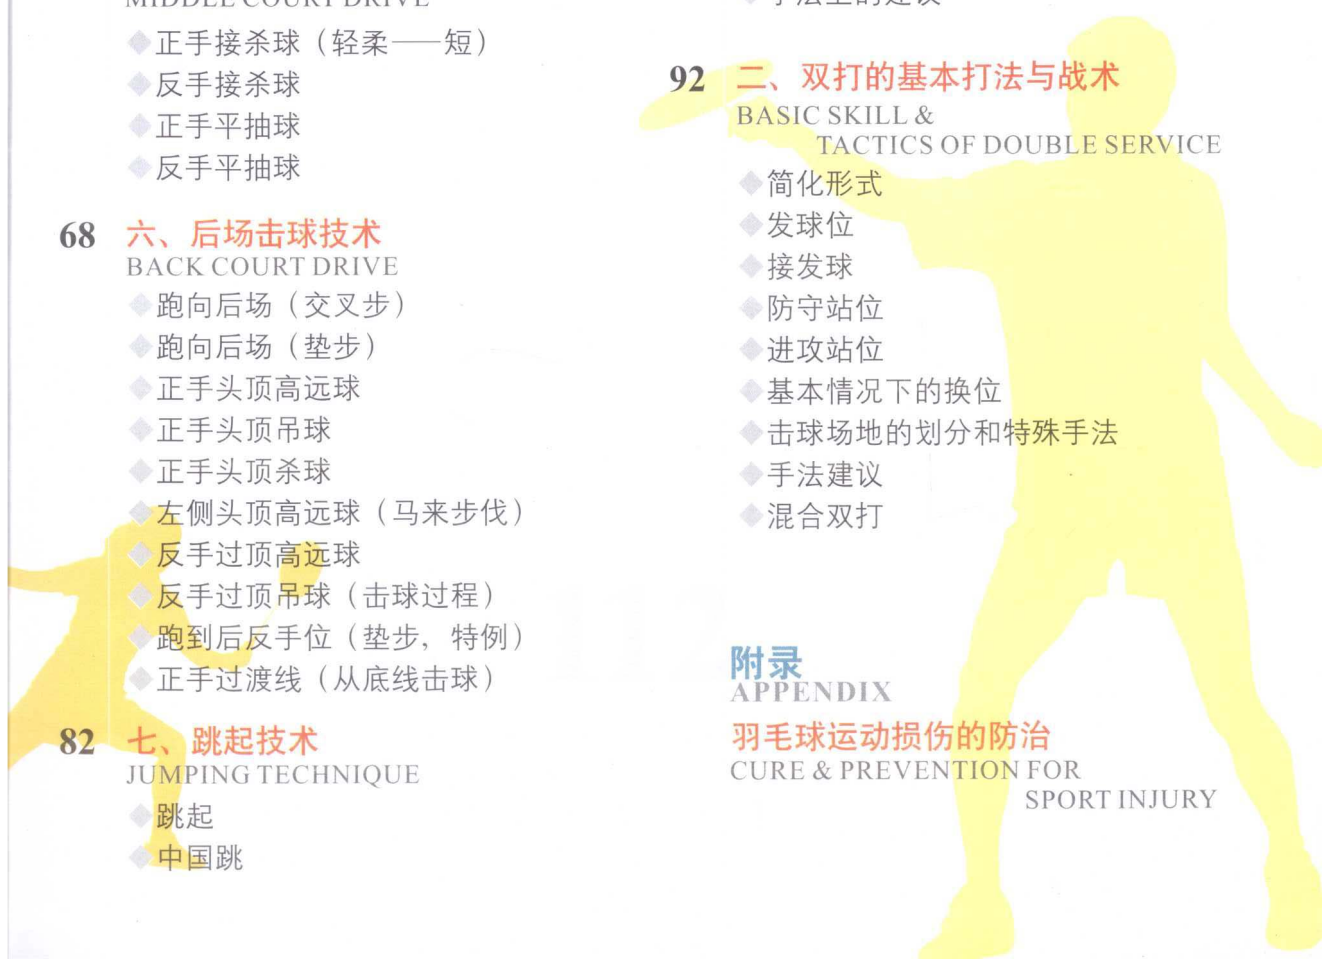 MIDDLE COURT DRIVE
正手接杀球（轻柔——短）
反手接杀球
正手平抽球
反手平抽球
68 六、后场击球技术
BACK COURT DRIVE
跑向后场（交叉步）
跑向后场（垫步）
正手头顶高远球
正手头顶吊球
正手头顶杀球
左侧头顶高远球（马来步伐）
反手过顶高远球
反手过顶吊球（击球过程）
跑到后反手位（垫步，特例）
正手过渡线（从底线击球）
82 七、跳起技术
JUMPING TECHNIQUE
跳起
中国跳
手法上的建议
92 二、双打的基本打法与战术
BASIC SKILL &
TACTICS OF DOUBLE SERVICE
简化形式
发球位
接发球
防守站位
进攻站位
基本情况下的换位
击球场地的划分和特殊手法
手法建议
混合双打
附录
APPENDIX
羽毛球运动损伤的防治
CURE & PREVENTION FOR
SPORT INJURY